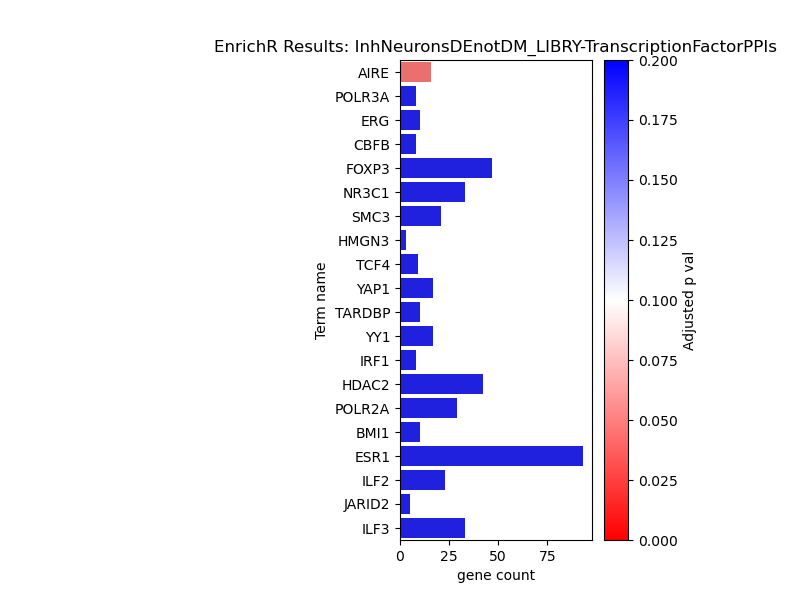 EnrichR Results: InhNeuronsDEnotDM_LIBRY-TranscriptionFactorPPIs
AIRE
POLR3A
ERG
CBFB
FOXP3
NR3C1
SMC3
HMGN3
TCF4
YAP1
TARDBP
YY1
IRF1
HDAC2
POLR2A
BMI1
ESR1
ILF2
JARID2
ILF3
Term name
0 25 50 75
gene count
0.200
0.175
0.150
0.125
0.100
0.075
0.050
0.025
0.000
Adjusted p val